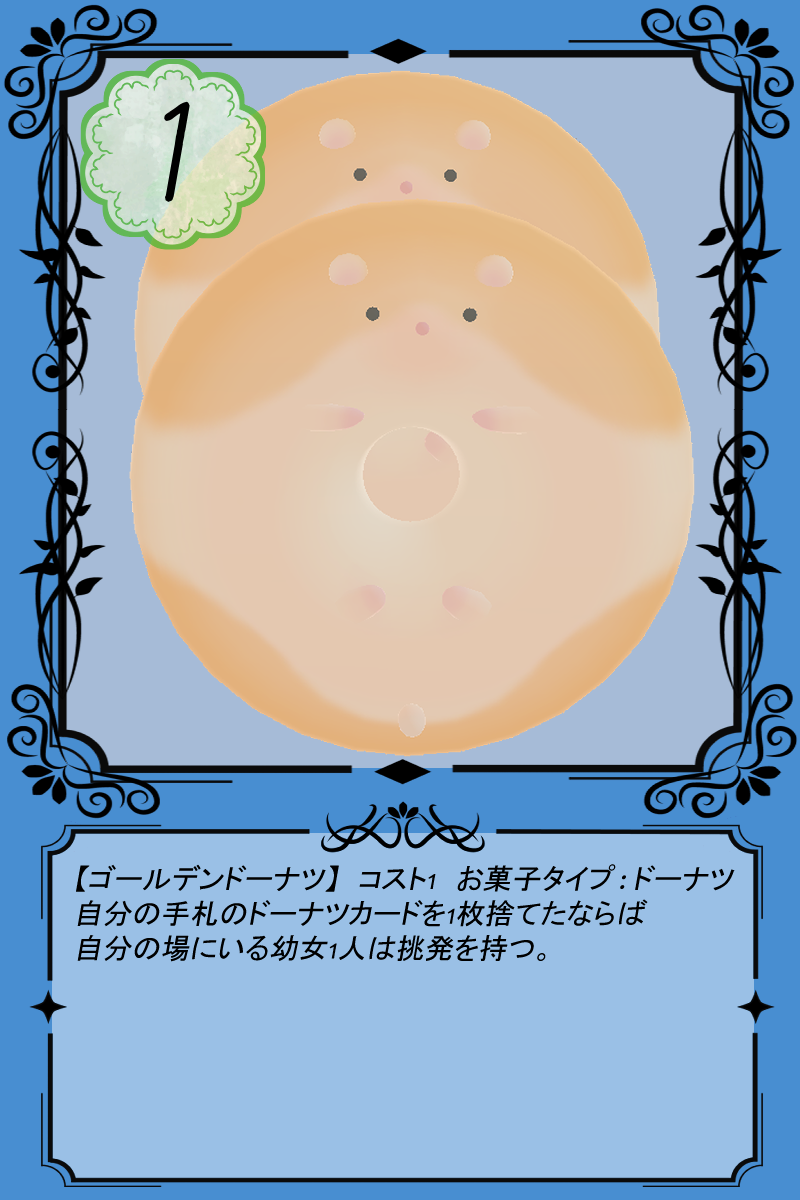 1
【ゴールデンドーナツ】 コスト1 お菓子タイプ:ドーナツ
自分の手札のドーナツカードを1枚捨てたならば
自分の場にいる幼女1人は挑発を持つ。